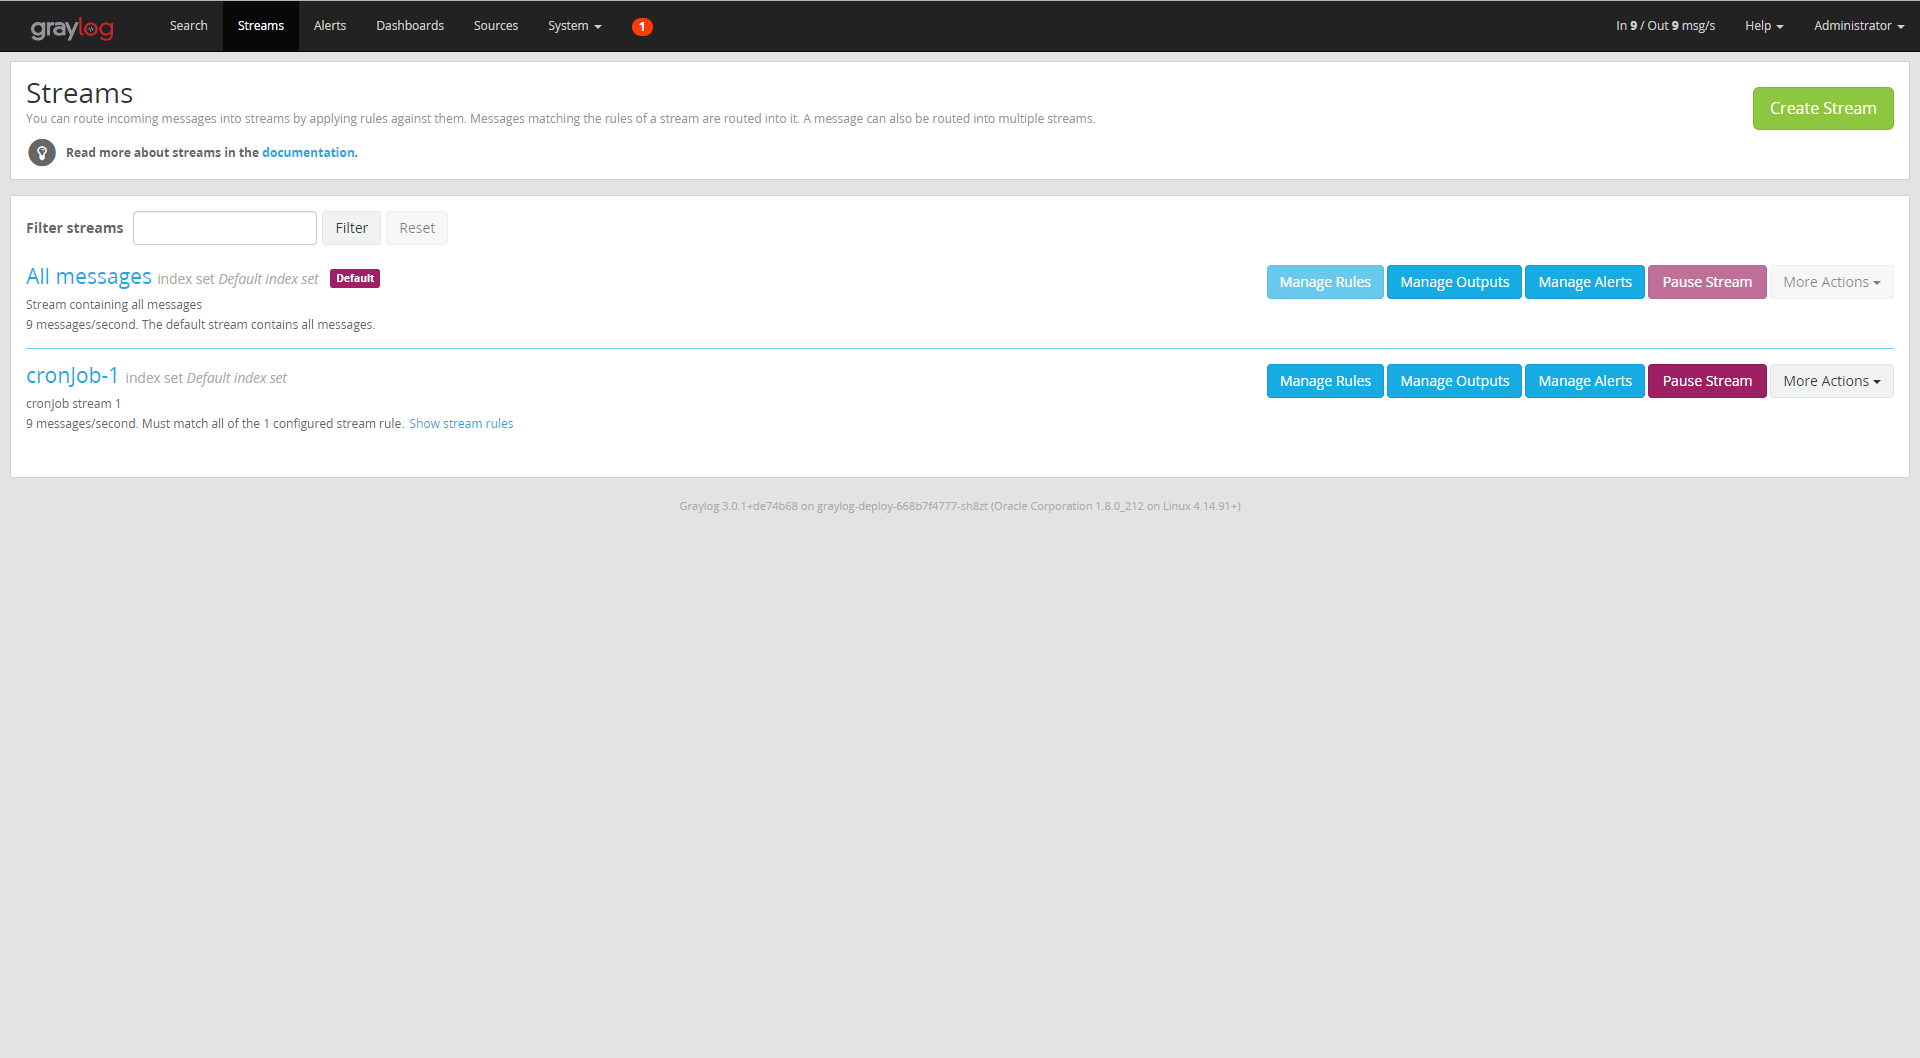 graylog Search Streams Alerts Dashboards Sources System 1 In 9 / Out 9 msg/s Help Administrator
Streams
You can route incoming messages into streams by applying rules against them. Messages matching the rules of a stream are routed into it. A message can also be routed into multiple streams.
Create Stream
Read more about streams in the documentation.
Filter streams Filter Reset
All messages index set Default index set Default Manage Rules Manage Outputs Manage Alerts Pause Stream More Actions
Stream containing all messages
9 messages/second. The default stream contains all messages.
cronJob-1 index set Default index set Manage Rules Manage Outputs Manage Alerts Pause Stream More Actions
cronJob stream 1
9 messages/second. Must match all of the 1 configured stream rule. Show stream rules
Graylog 3.0.1+de74b68 on graylog-deploy-668b7f4777-sh8zt (Oracle Corporation 1.8.0_212 on Linux 4.14.91+)